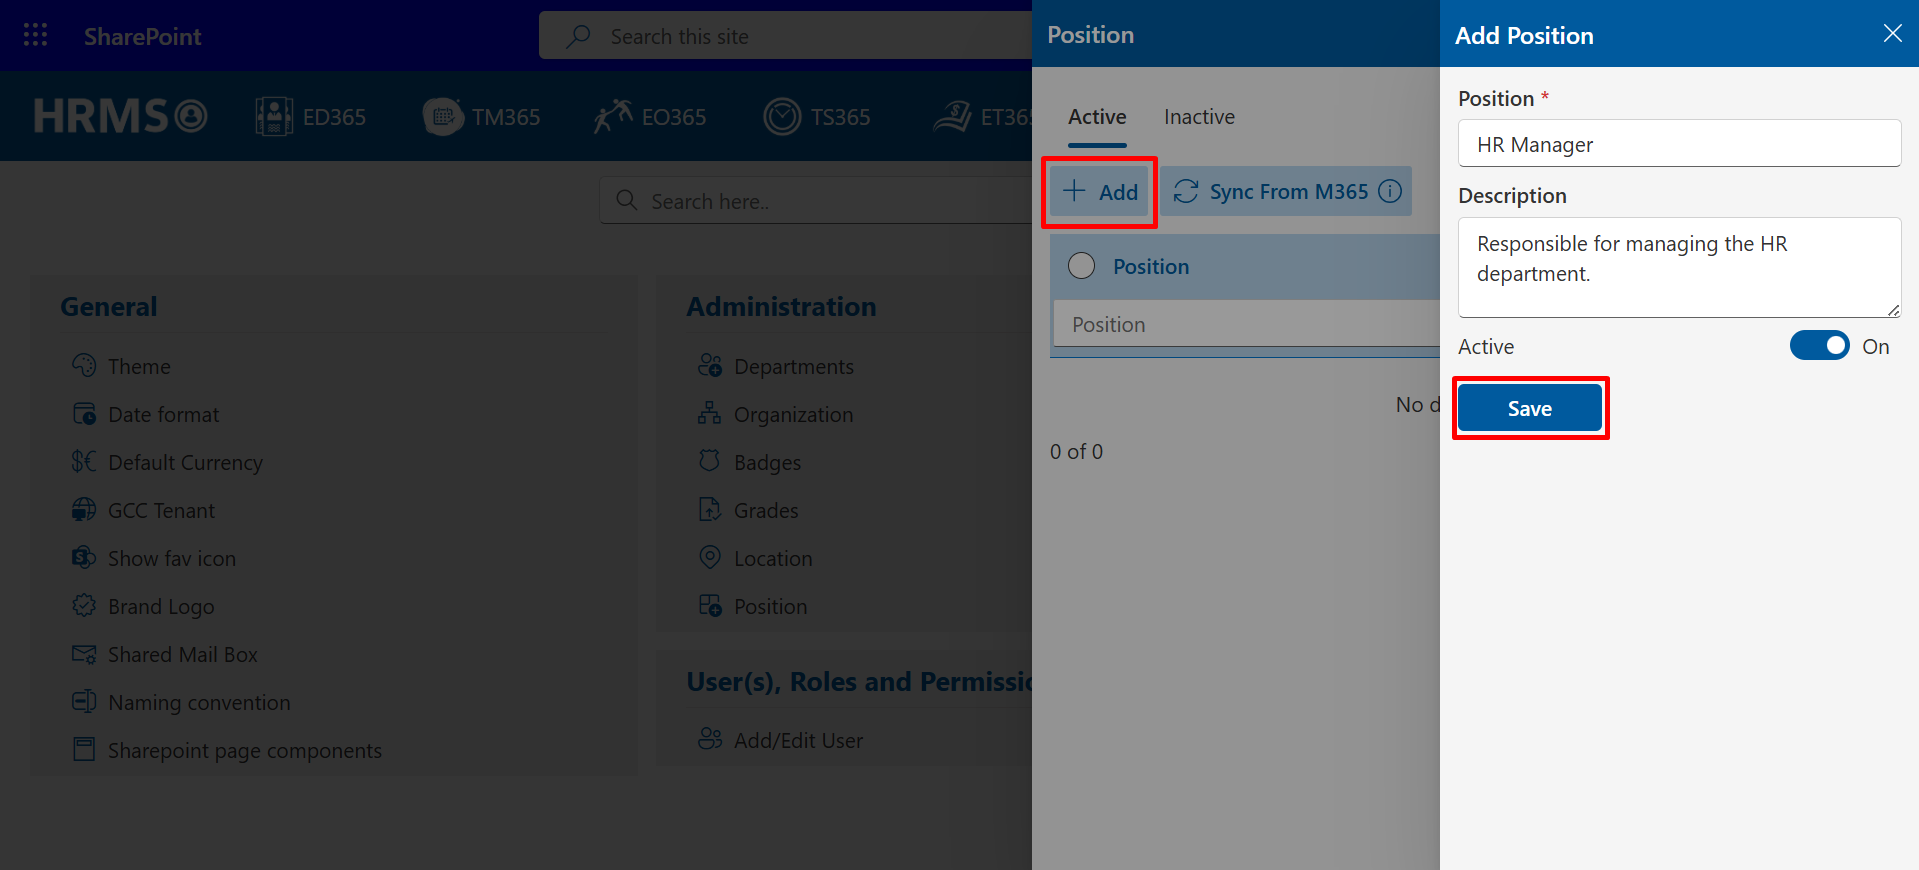 SharePoint
Search this site
HRMS
ED365
TM365
EO365
TS365
Search here..
General
Theme
Date format
Default Currency
GCC Tenant
Show fav icon
Brand Logo
Shared Mail Box
Naming convention
Sharepoint page components
Administration
Departments
Organization
Badges
Grades
Location
Position
User(s), Roles and
Add/Edit User
Position
Active Inactive
Add
Sync From M365
Position
Position
No
0 of 0
Add Position
Position *
HR Manager
Description
Responsible for managing the HR
department.
Active On
Save